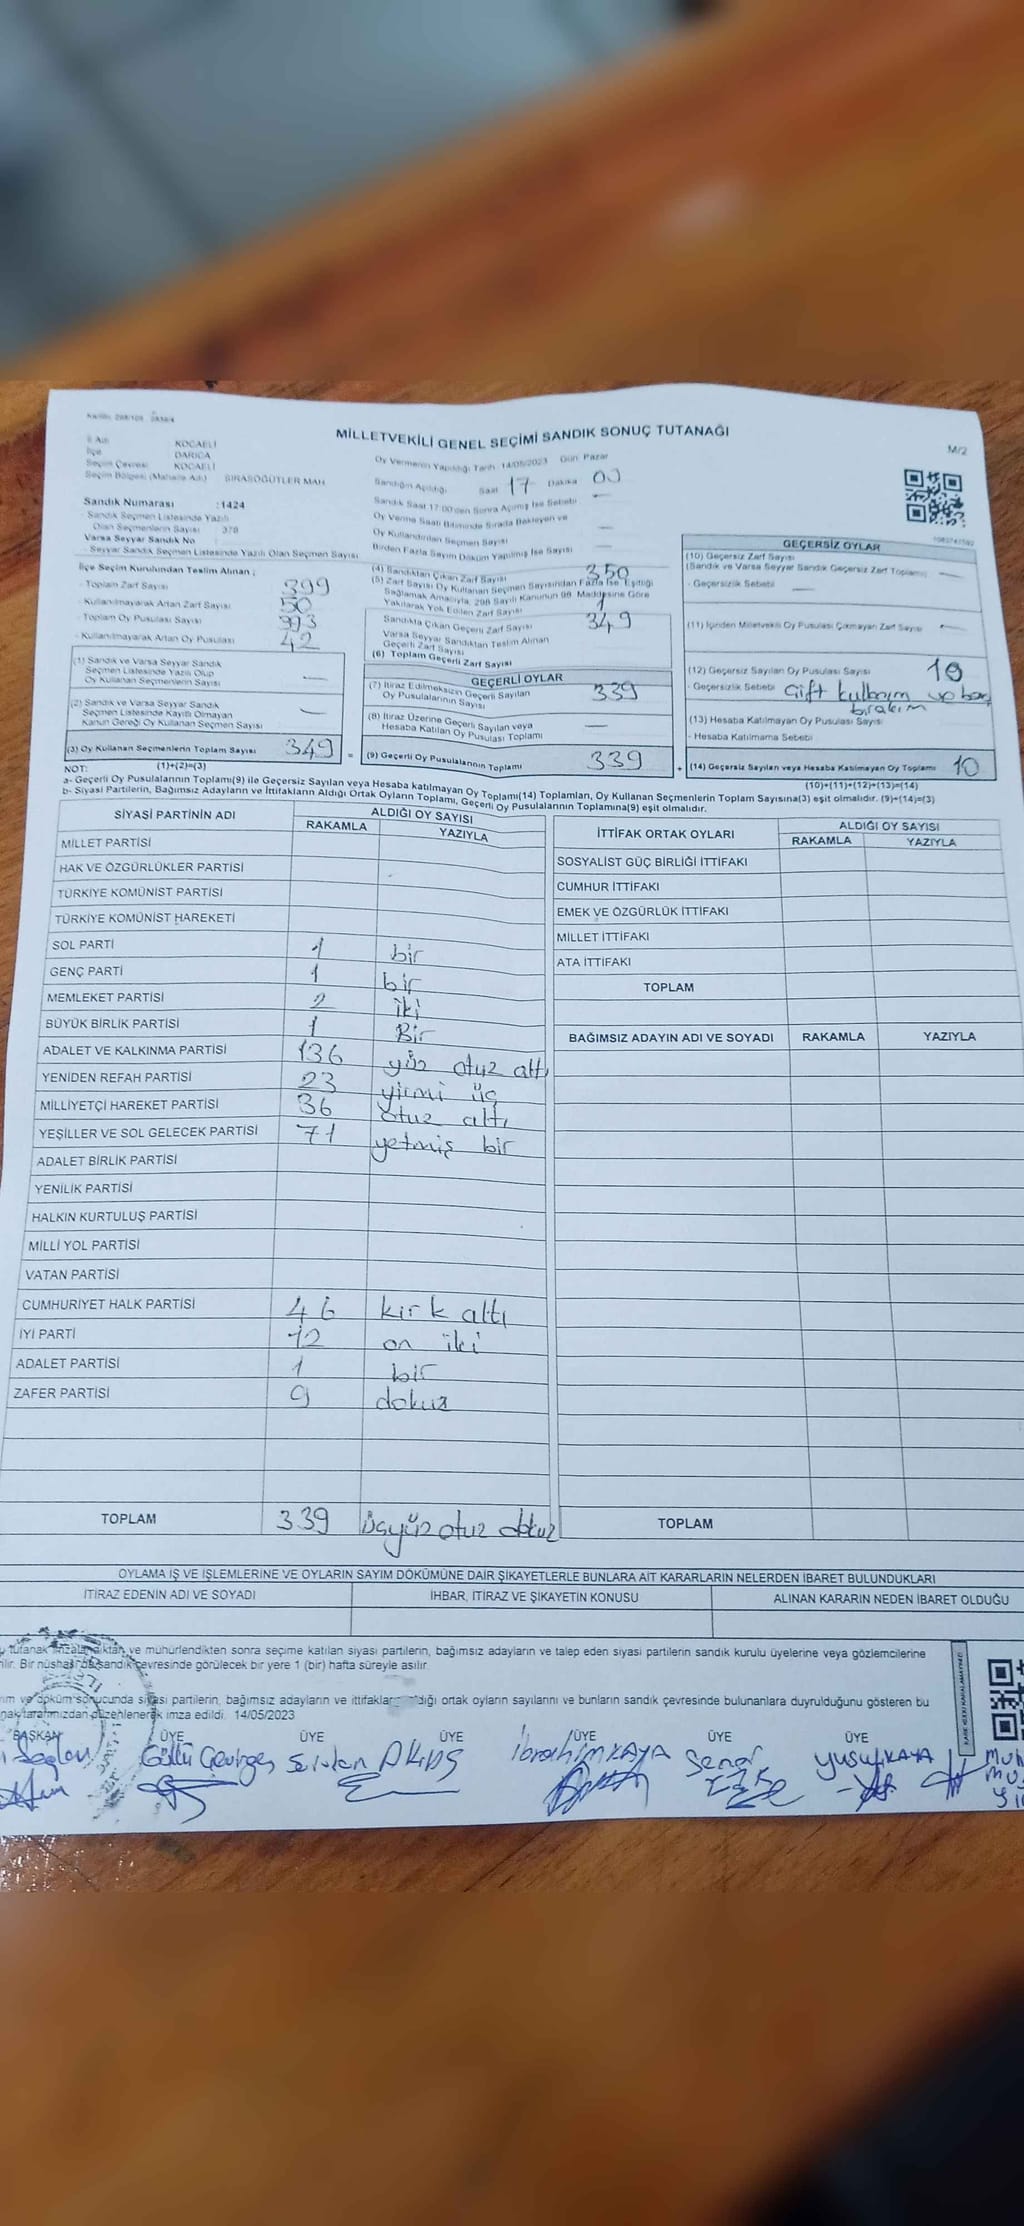 MİLLETVEKİLİ GENEL SEÇİMİ SANDIK SONUÇ TUTANAĞI
M/2
İl Adı KOCAELİ
İlçe DARICA
Seçim Çevresi KOCAELİ
Seçim Bölgesi (Mahalle Adı) SIRASÖĞÜTLER MAH
Sandık Numarası :1424
Sandık Seçmen Listesinde Yazılı
Olan Seçmenlerin Sayısı : 378
Varsa Seyyar Sandık No
- Seyyar Sandık Listesinde Yazılı Olan Seçmen Sayısı
Oy Vermenin Yapıldığı Tarih: 14/05/2023 Gün: Pazar
Sandığın Açıldığı Saat 17 Dakika
Sandık Saat 17:00'den Sonra Açılmış İse Sebebi
Oy Verme Saati Bitiminde Sırada Bekleyen ve
Oy Kullandırılan Seçmen Sayısı
Birden Fazla Sayım Döküm Yapılmış İse Sayısı
İlçe Seçim Kurulundan Teslim Alınan ;
- Toplam Zarf Sayısı 399
- Kullanılmayarak Artan Zarf Sayısı 50
- Toplam Oy Pusulası Sayısı
- Kullanılmayarak Artan Oy Pusulası 42
(1) Sandık ve Varsa Seyyar Sandık
Seçmen Listesinde Yazılı Olup
Oy Kullanan Seçmenlerin Sayısı
(2) Sandık ve Varsa Seyyar Sandık
Seçmen Listesinde Kayıtlı Olmayan
Kanun Gereği Oy Kullanan Seçmen Sayısı
(3) Oy Kullanan Seçmenlerin Toplam Sayısı 349
(4) Sandıktan Çıkan Zarf Sayısı 350
(5) Zarf Sayısı Oy Kullanan Seçmen Sayısından Fazla İse, Eşitliği
Sağlamak Amacıyla, 298 Sayılı Kanunun 98. Maddesine Göre
Yakılarak Yok Edilen Zarf Sayısı 1
Sandıkta Çıkan Geçerli Zarf Sayısı 349
Varsa Seyyar Sandıktan Teslim Alınan
Geçerli Zarf Sayısı
(6) Toplam Geçerli Zarf Sayısı
GEÇERLİ OYLAR
(7) İtiraz Edilmeksizin Geçerli Sayılan
Oy Pusulalarının Sayısı 339
(8) İtiraz Üzerine Geçerli Sayılan veya
Hesaba Katılan Oy Pusulası Toplamı
= (9) Geçerli Oy Pusulalarının Toplamı 339
GEÇERSİZ OYLAR
(10) Geçersiz Zarf Sayısı
(Sandık ve Varsa Seyyar Sandık Geçersiz Zarf Toplamı)
- Geçersizlik Sebebi
(11) İçinden Milletvekili Oy Pusulası Çıkmayan Zarf Sayısı
(12) Geçersiz Sayılan Oy Pusulası Sayısı 10
- Geçersizlik Sebebi
(13) Hesaba Katılmayan Oy Pusulası Sayısı
- Hesaba Katılmama Sebebi
+ (14) Geçersiz Sayılan veya Hesaba Katılmayan Oy Toplamı 10
NOT: (1)+(2)=(3) (10)+(11)+(12)+(13)=(14)
a- Geçerli Oy Pusulalarının Toplamı(9) ile Geçersiz Sayılan veya Hesaba katılmayan Oy Toplamı(14) Toplamları, Oy Kullanan Seçmenlerin Toplam Sayısına(3) eşit olmalıdır. (9)+(14)=(3)
b- Siyasi Partilerin, Bağımsız Adayların ve İttifakların Aldığı Oyların Toplamı, Geçerli Oy Pusulalarının Toplamına(9) eşit olmalıdır.
SİYASİ PARTİNİN ADI ALDIĞI OY SAYISI
RAKAMLA YAZIYLA
MİLLET PARTİSİ
HAK VE ÖZGÜRLÜKLER PARTİSİ
TÜRKİYE KOMÜNİST PARTİSİ
TÜRKİYE KOMÜNİST HAREKETİ
SOL PARTİ 1 bir
GENÇ PARTİ 1 bir
MEMLEKET PARTİSİ 2 iki
BÜYÜK BİRLİK PARTİSİ 1 Bir
ADALET VE KALKINMA PARTİSİ 136 yüz otuz altı
YENİDEN REFAH PARTİSİ 23 yirmi üç
MİLLİYETÇİ HAREKET PARTİSİ 36 otuz altı
YEŞİLLER VE SOL GELECEK PARTİSİ 71 yetmiş bir
ADALET BİRLİK PARTİSİ
YENİLİK PARTİSİ
HALKIN KURTULUŞ PARTİSİ
MİLLİ YOL PARTİSİ
VATAN PARTİSİ
CUMHURİYET HALK PARTİSİ 46 kırk altı
İYİ PARTİ 12 on iki
ADALET PARTİSİ 1 bir
ZAFER PARTİSİ 9 dokuz
TOPLAM 339 üçyüz otuz dokuz
İTTİFAK ORTAK OYLARI ALDIĞI OY SAYISI
RAKAMLA YAZIYLA
SOSYALİST GÜÇ BİRLİĞİ İTTİFAKI
CUMHUR İTTİFAKI
EMEK VE ÖZGÜRLÜK İTTİFAKI
MİLLET İTTİFAKI
ATA İTTİFAKI
TOPLAM
BAĞIMSIZ ADAYIN ADI VE SOYADI RAKAMLA YAZIYLA
TOPLAM
OYLAMA İŞ VE İŞLEMLERİNE VE OYLARIN SAYIM DÖKÜMÜNE DAİR ŞİKAYETLERLE BUNLARA AİT KARARLARIN NELERDEN İBARET BULUNDUKLARI
İTİRAZ EDENİN ADI VE SOYADI İHBAR, İTİRAZ VE ŞİKAYETİN KONUSU ALINAN KARARIN NEDEN İBARET OLDUĞU
tutanak imzalandıktan ve mühürlendikten sonra seçime katılan siyasi partilerin, bağımsız adayların ve talep eden siyasi partilerin sandık kurulu üyelerine veya gözlemcilerine
Bir nüshası da sandık çevresinde görülecek bir yere 1 (bir) hafta süreyle asılır.
döküm sonucunda siyasi partilerin, bağımsız adayların ve ittifakların aldığı ortak oyların sayılarını ve bunların sandık çevresinde bulunanlara duyrulduğunu gösteren bu
tarafımızdan düzenlenerek imza edildi. 14/05/2023
BAŞKAN ÜYE ÜYE ÜYE ÜYE ÜYE
İbrahim KAYA YUSUF KAYA